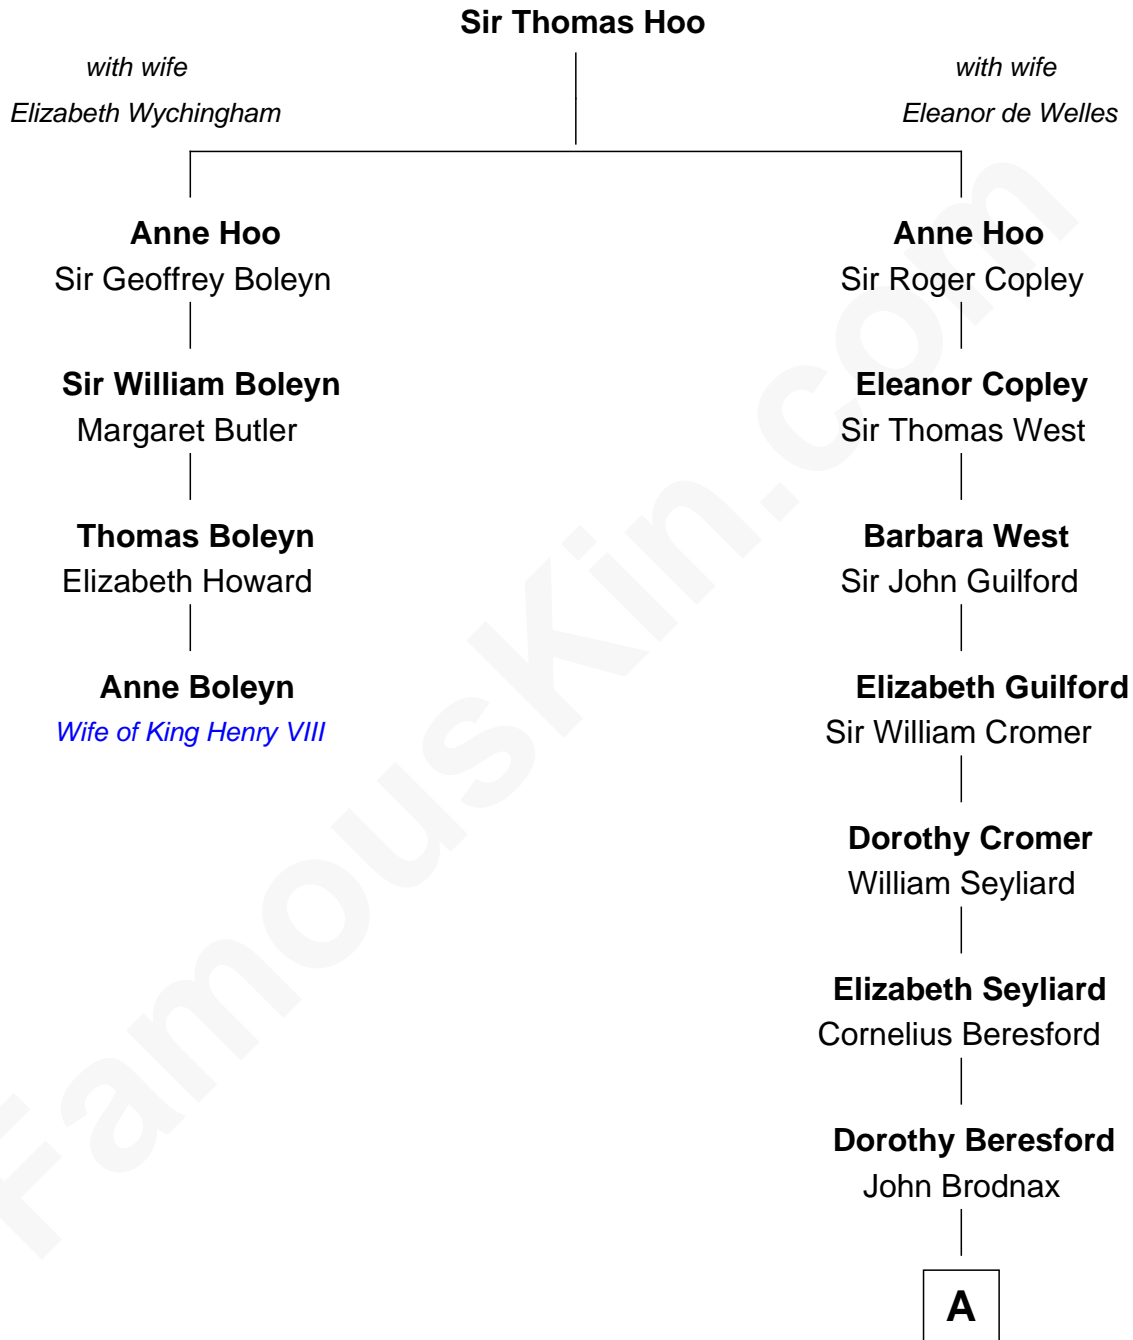 Sir Thomas Hoo
with wife
Elizabeth Wychingham
with wife
Eleanor de Welles
Anne Hoo
Sir Geoffrey Boleyn
Sir William Boleyn
Margaret Butler
Thomas Boleyn
Elizabeth Howard
Anne Boleyn
Wife of King Henry VIII
Anne Hoo
Sir Roger Copley
Eleanor Copley
Sir Thomas West
Barbara West
Sir John Guilford
Elizabeth Guilford
Sir William Cromer
Dorothy Cromer
William Seyliard
Elizabeth Seyliard
Cornelius Beresford
Dorothy Beresford
John Brodnax
A
FamousKin.com